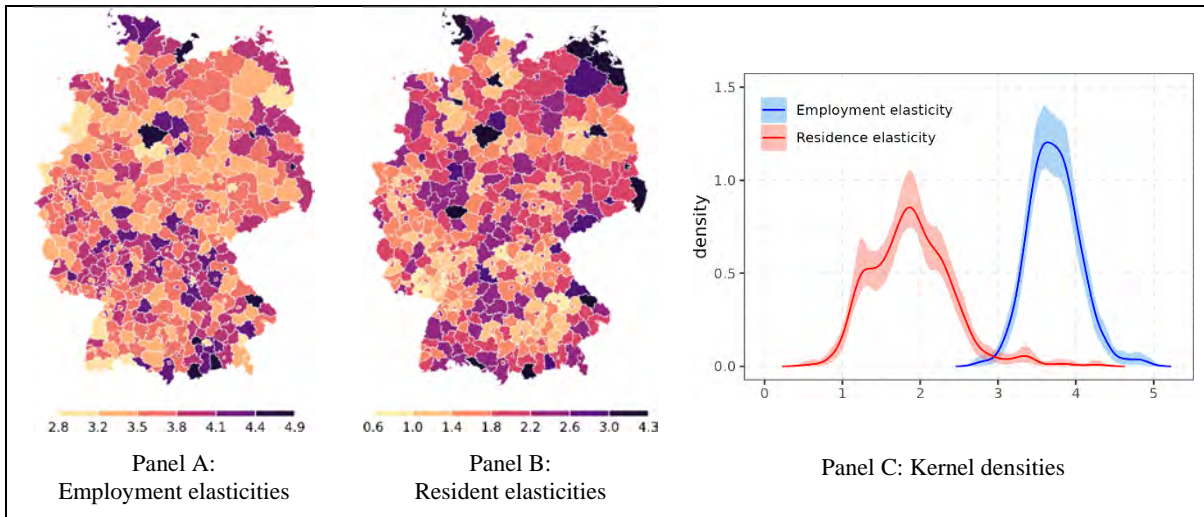 2.8 3.2 3.5 3.8 4.1 4.4 4.9
Panel A:
Employment elasticities
0.6 1.0 1.4 1.8 2.2 2.6 3.0 4.3
Panel B:
Resident elasticities
density
1.5
1.0
0.5
0.0
Employment elasticity
Residence elasticity
0 1 2 3 4 5
Panel C: Kernel densities